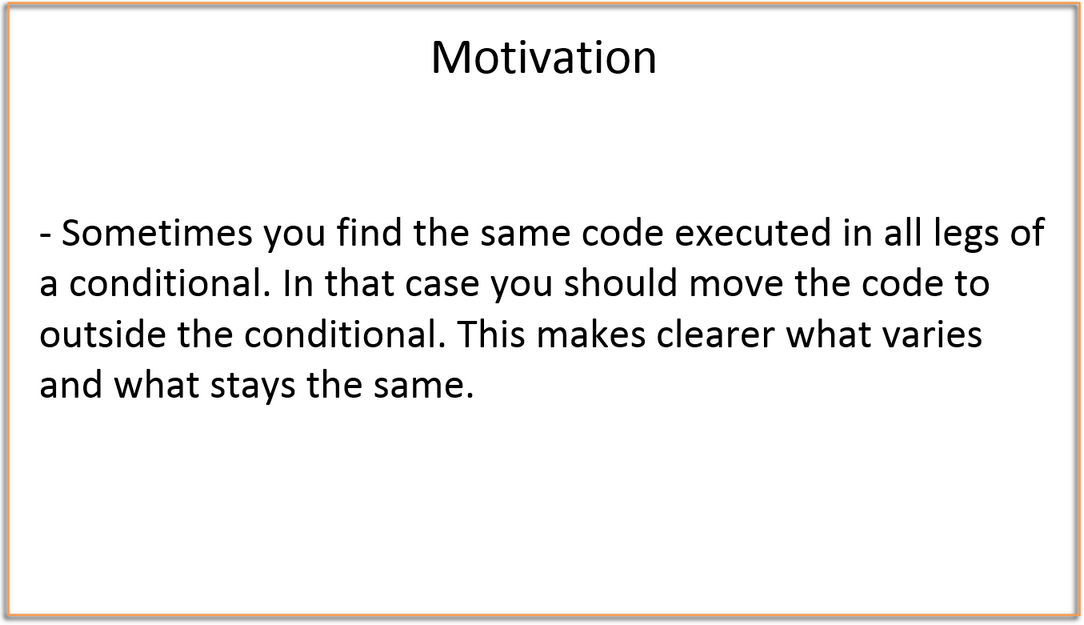 Motivation
- Sometimes you find the same code executed in all legs of
a conditional. In that case you should move the code to
outside the conditional. This makes clearer what varies
and what stays the same.